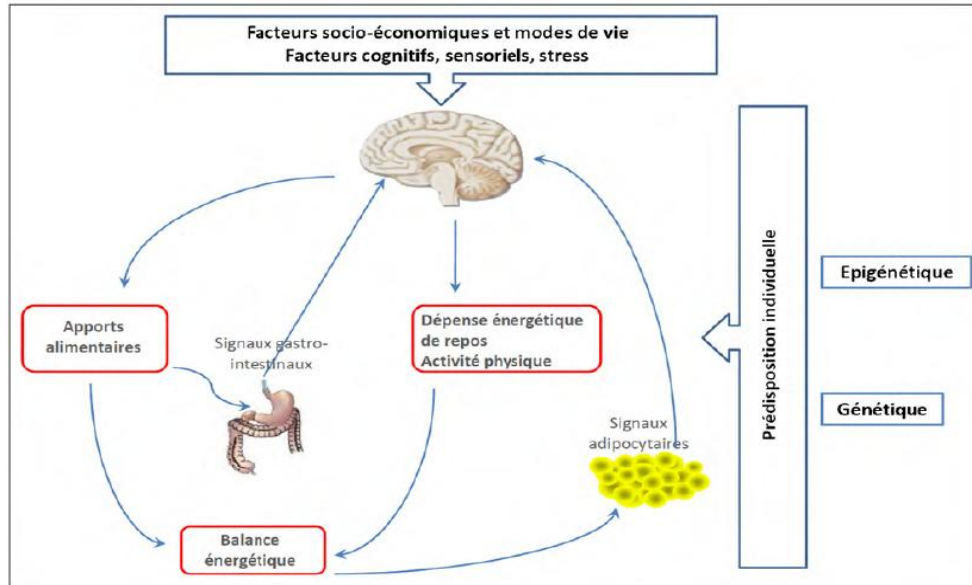 Facteurs socio-économiques et modes de vie
Facteurs cognitifs, sensoriels, stress
Prédisposition individuelle
Epigénétique
Génétique
Apports
alimentaires
Signaux gastro-
intestinaux
Dépense énergétique
de repos
Activité physique
Signaux
adipocytaires
Balance
énergétique